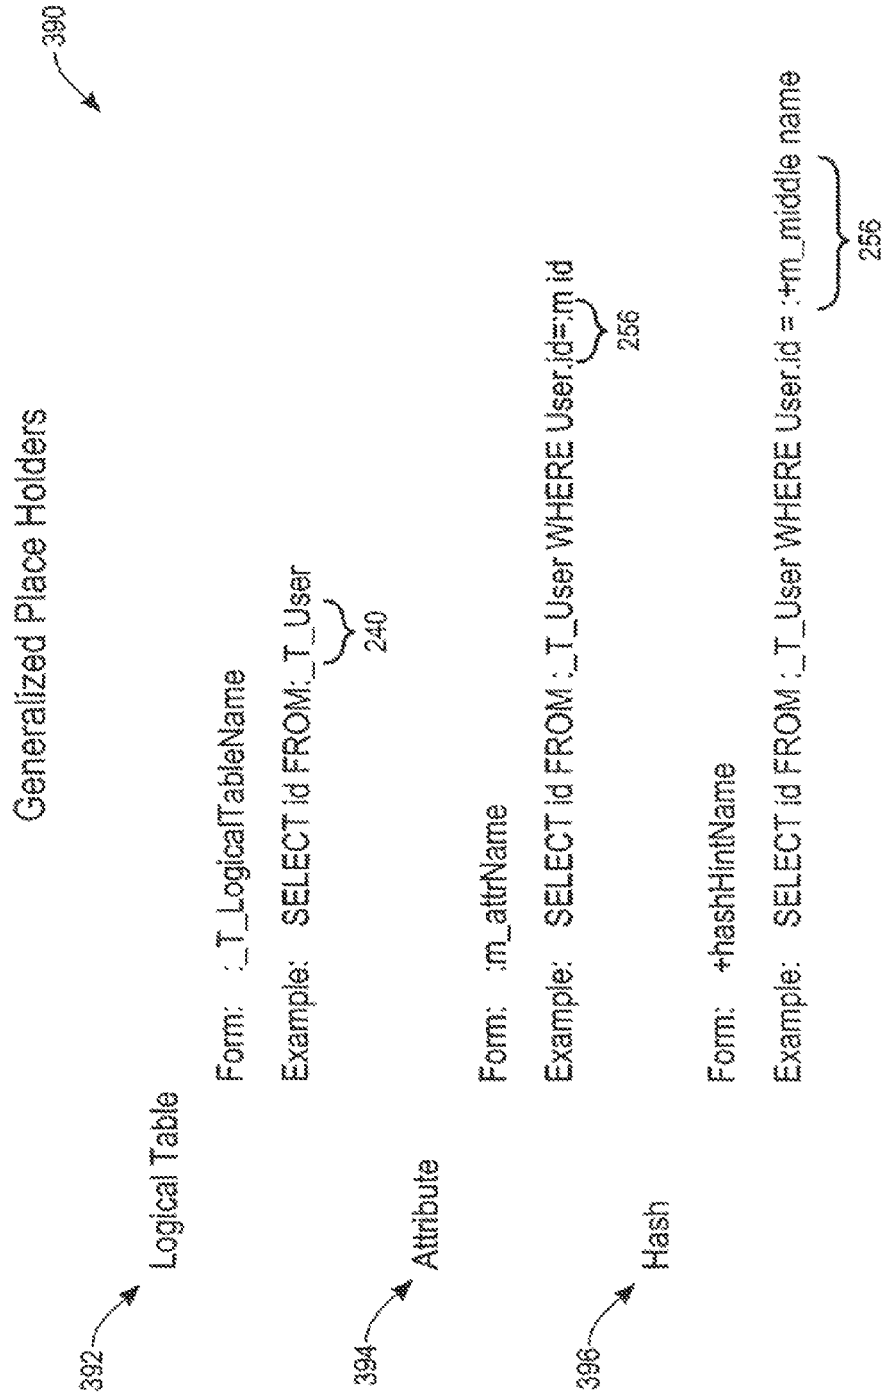 Generalized Place Holders
390
392
Logical Table
Form: :_T_LogicalTableName
Example: SELECT id FROM:_T_User
240
394
Attribute
Form: :m_attrName
Example: SELECT id FROM :_T_User WHERE User.id=:m id
256
396
Hash
Form: +hashHintName
Example: SELECT id FROM :_T_User WHERE User.id = :+m_middle name
256